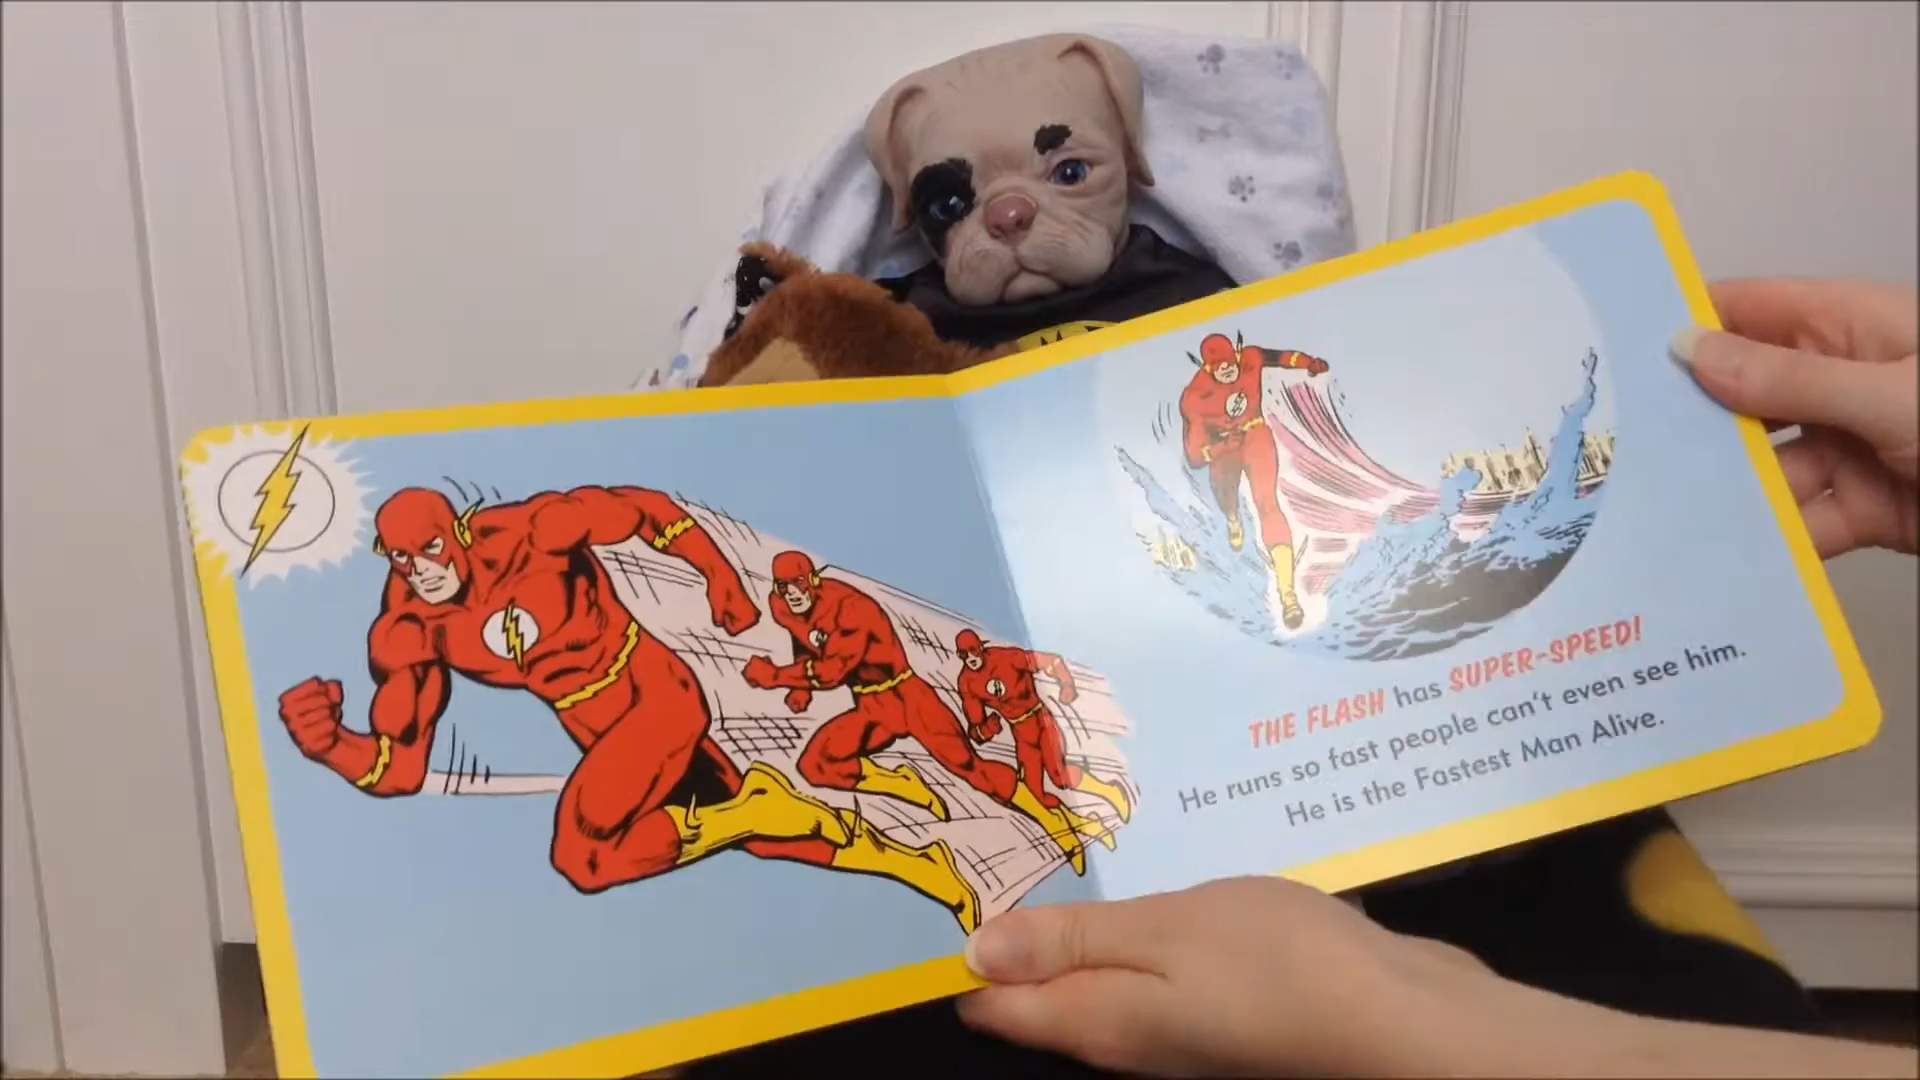 THE FLASH has SUPER-SPEED!
He runs so fast people can't even see him.
He is the Fastest Man Alive.